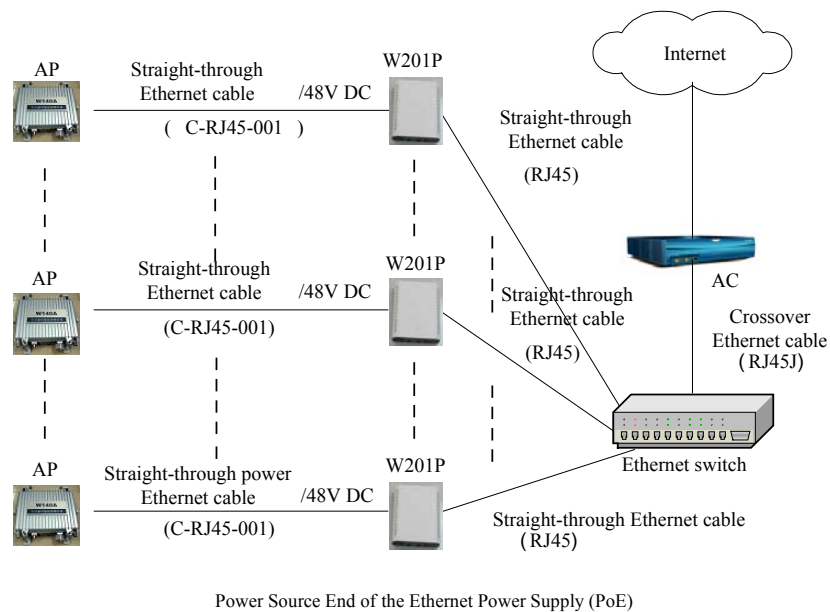 Internet
AP
Straight-through
Ethernet cable
/48V DC
( C-RJ45-001 )
W201P
W140A
Straight-through
Ethernet cable
(RJ45)
AC
AP
Straight-through
Ethernet cable
/48V DC
(C-RJ45-001)
W201P
W140A
Straight-through
Ethernet cable
(RJ45)
Crossover
Ethernet cable
(RJ45J)
Ethernet switch
AP
Straight-through power
Ethernet cable
/48V DC
(C-RJ45-001)
W201P
W140A
Straight-through Ethernet cable
(RJ45)
Power Source End of the Ethernet Power Supply (PoE)